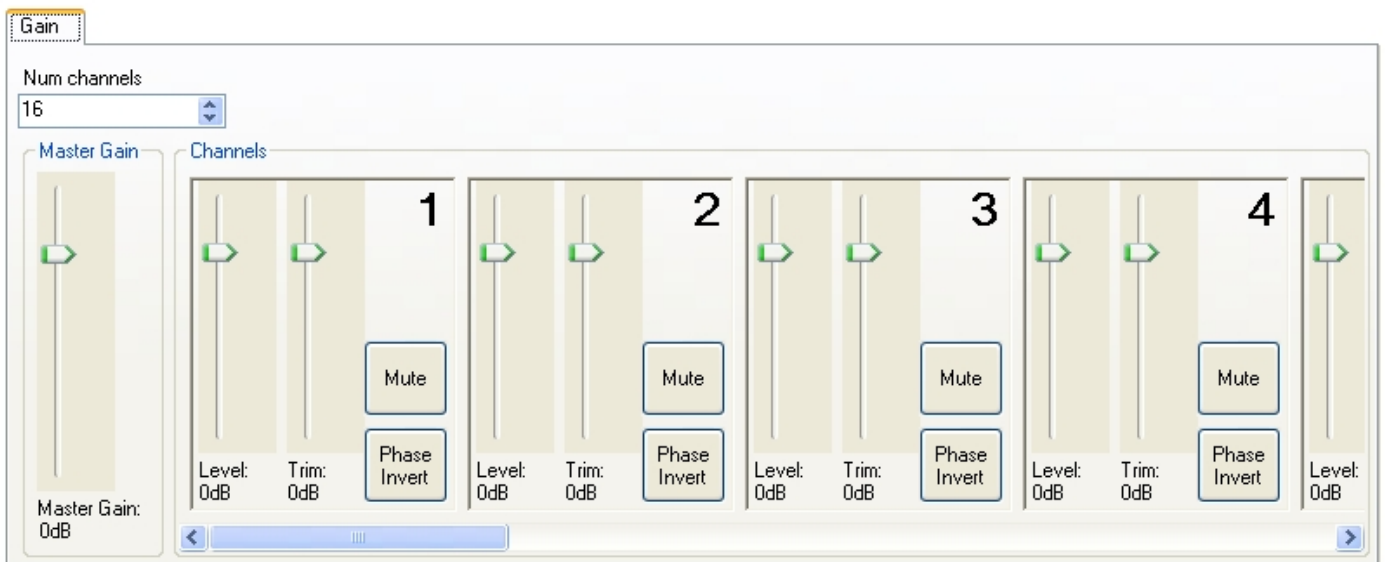 Gain
Num channels
16
Master Gain
Channels
Master Gain:
0dB
1
Level:
0dB
Trim:
0dB
Mute
Phase
Invert
2
Level:
0dB
Trim:
0dB
Mute
Phase
Invert
3
Level:
0dB
Trim:
0dB
Mute
Phase
Invert
4
Level:
0dB
Trim:
0dB
Mute
Phase
Invert
Level:
0dB